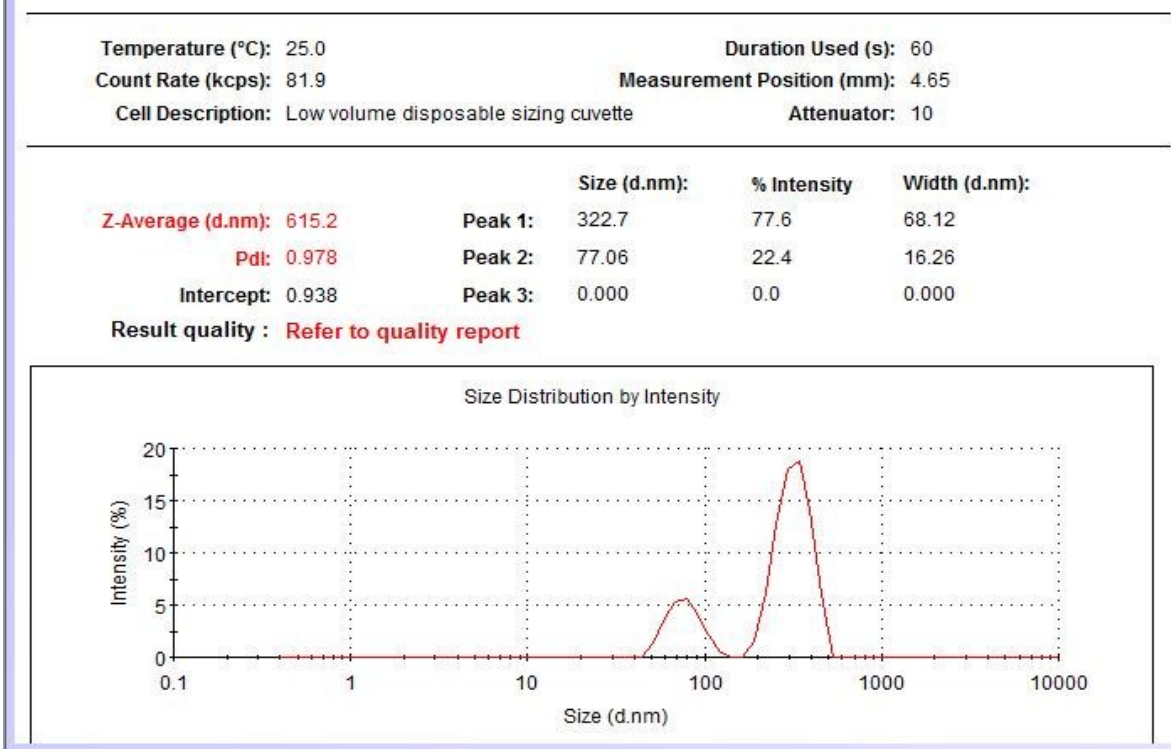 Temperature (°C): 25.0 Duration Used (s): 60
Count Rate (kcps): 81.9 Measurement Position (mm): 4.65
Cell Description: Low volume disposable sizing cuvette Attenuator: 10
Size (d.nm): % Intensity Width (d.nm):
Z-Average (d.nm): 615.2 Peak 1: 322.7 77.6 68.12
PdI: 0.978 Peak 2: 77.06 22.4 16.26
Intercept: 0.938 Peak 3: 0.000 0.0 0.000
Result quality : Refer to quality report
Size Distribution by Intensity
20
15
10
5
0
Intensity (%)
0.1 1 10 100 1000 10000
Size (d.nm)